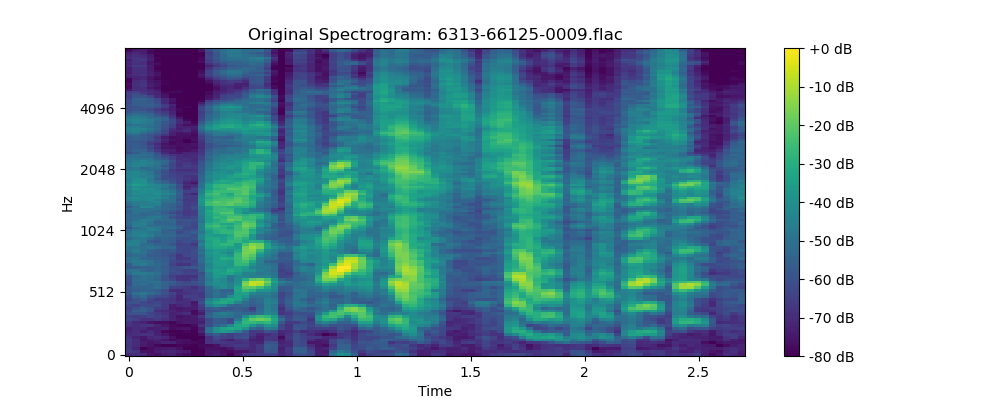 Original Spectrogram: 6313-66125-0009.flac
+0 dB
4096
-10 dB
-20 dB
2048
-30 dB
Hz
-40 dB
1024
-50 dB
512
-60 dB
-70 dB
0
-80 dB
0 0.5 1 1.5 2 2.5
Time